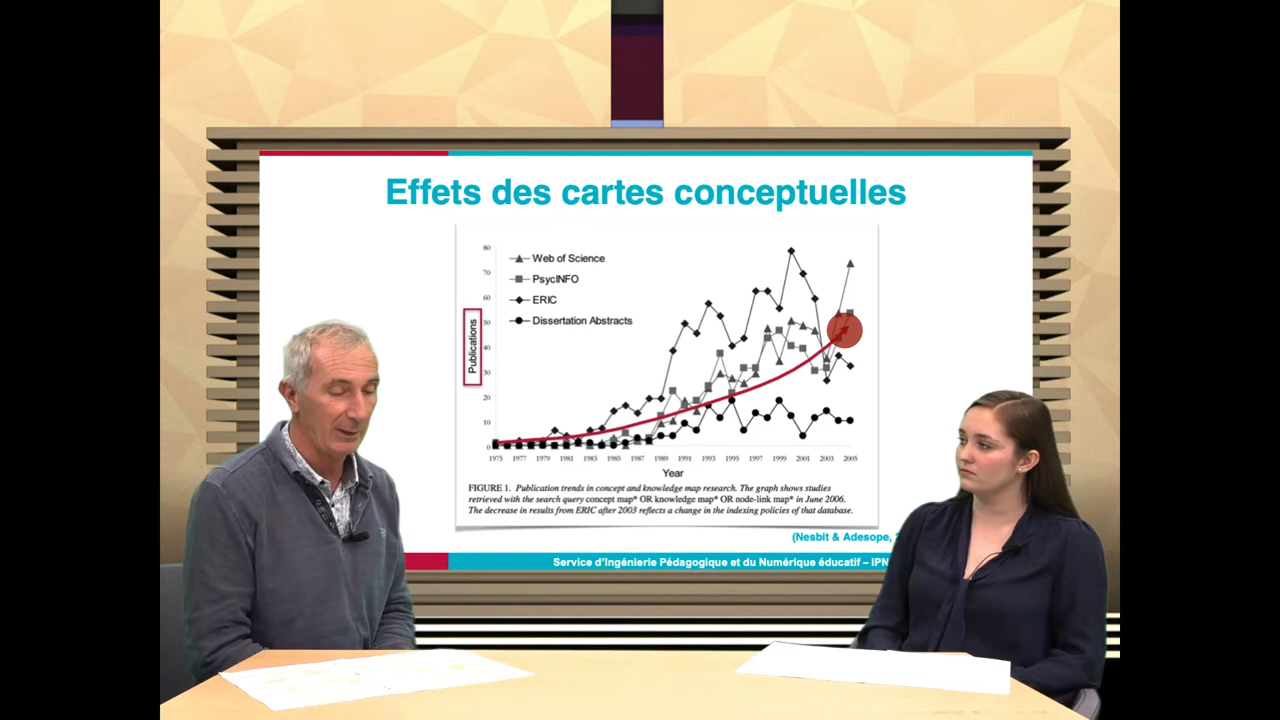 Effets des cartes conceptuelles
80
70
60
50
40
30
20
10
0
Publications
Web of Science
PsycINFO
ERIC
Dissertation Abstracts
1975 1977 1979 1981 1983 1985 1987 1989 1991 1993 1995 1997 1999 2001 2003 2005
Year
FIGURE 1. Publication trends in concept and knowledge map research. The graph shows studies
retrieved with the search query concept map* OR knowledge map* OR node-link map* in June 2006.
The decrease in results from ERIC after 2003 reflects a change in the indexing policies of that database.
(Nesbit & Adesope,
Service d'Ingénierie Pédagogique et du Numérique éducatif – IPN